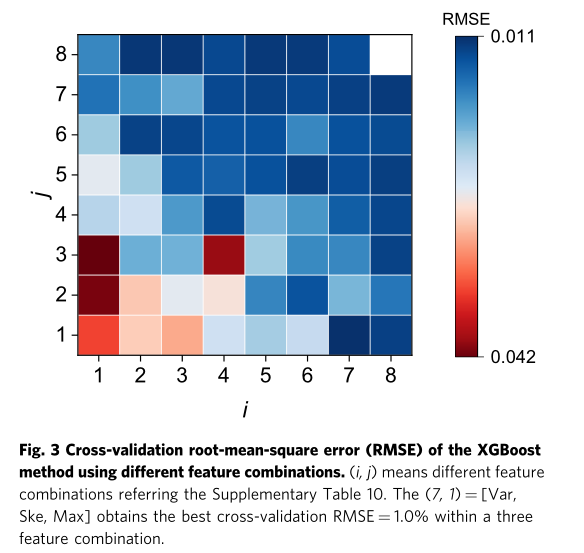 RMSE
0.011
8
7
6
5
j
4
3
2
1
0.042
1 2 3 4 5 6 7 8
i
Fig. 3 Cross-validation root-mean-square error (RMSE) of the XGBoost
method using different feature combinations. (i, j) means different feature
combinations referring the Supplementary Table 10. The (7, 1) = [Var,
Ske, Max] obtains the best cross-validation RMSE = 1.0% within a three
feature combination.